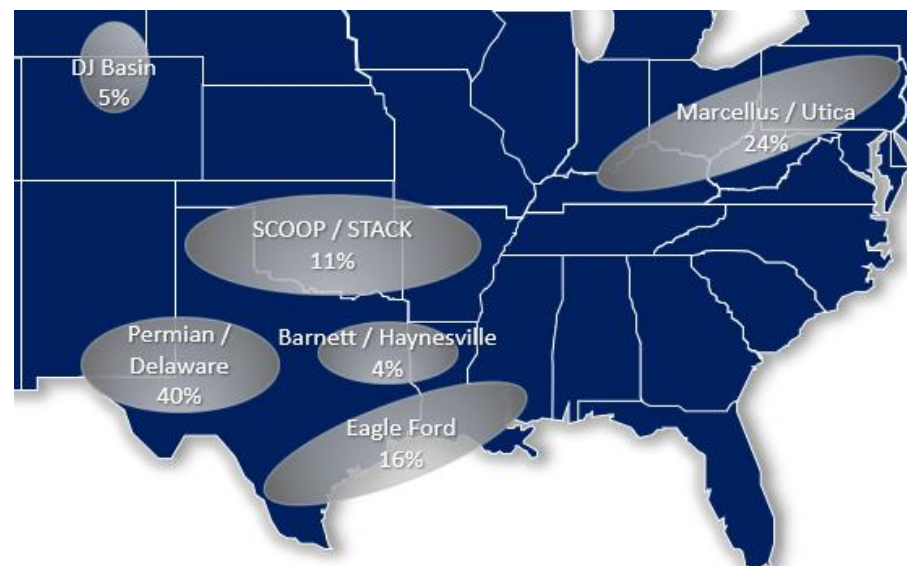 DJ Basin
5%
Marcellus / Utica
24%
SCOOP / STACK
11%
Permian /
Delaware
40%
Barnett / Haynesville
4%
Eagle Ford
16%